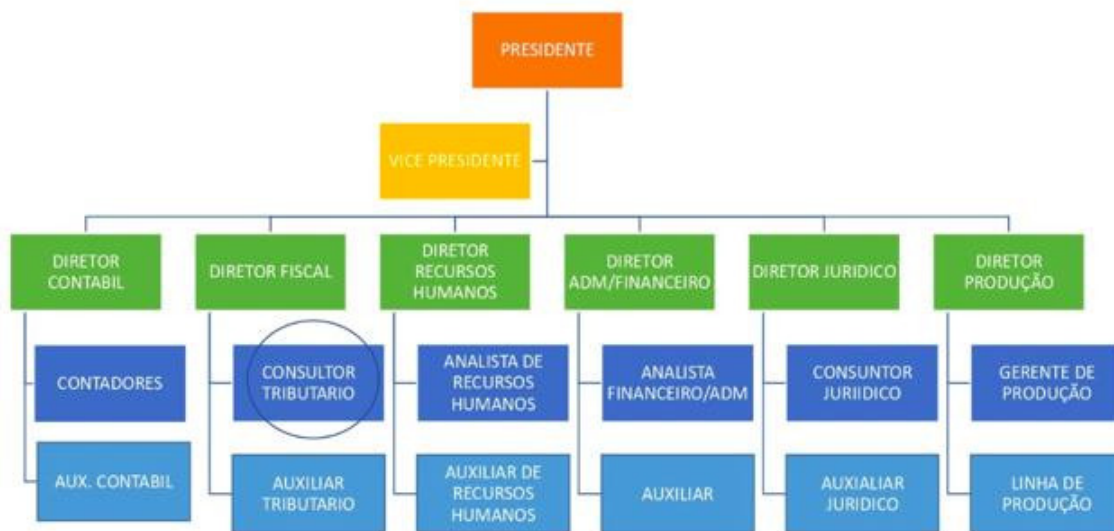 PRESIDENTE
VICE PRESIDENTE
DIRETOR
CONTABIL
DIRETOR FISCAL
DIRETOR
RECURSOS
HUMANOS
DIRETOR
ADM/FINANCEIRO
DIRETOR JURIDICO
DIRETOR
PRODUÇÃO
CONTADORES
CONSULTOR
TRIBUTARIO
ANALISTA DE
RECURSOS
HUMANOS
ANALISTA
FINANCEIRO/ADM
CONSUNTOR
JURIIDICO
GERENTE DE
PRODUÇÃO
AUX. CONTABIL
AUXILIAR
TRIBUTARIO
AUXILIAR DE
RECURSOS
HUMANOS
AUXILIAR
AUXIALIAR
JURIDICO
LINHA DE
PRODUÇÃO